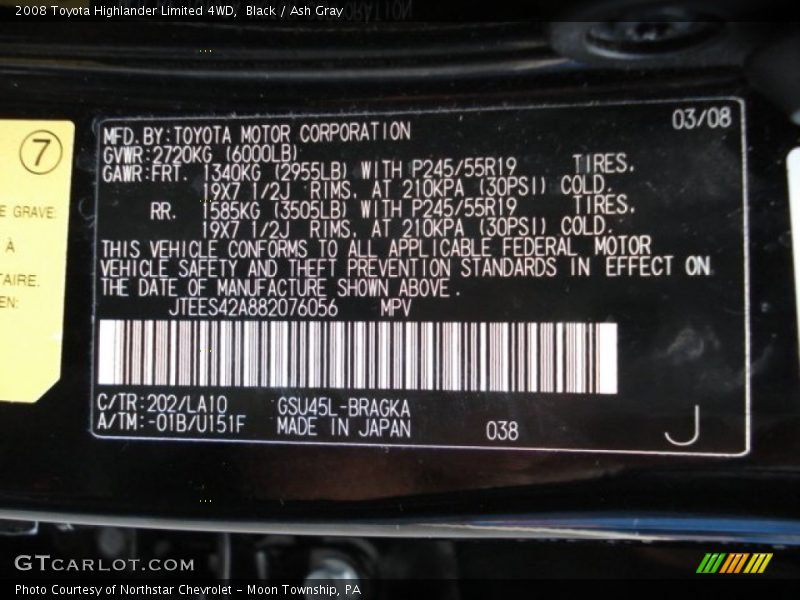 2008 Toyota Highlander Limited 4WD, Black / Ash Gray
7
E GRAVE
À
TAIRE.
EN:
03/08
MFD.BY:TOYOTA MOTOR CORPORATION
GVWR:2720KG (6000LB)
GAWR:FRT. 1340KG (2955LB) WITH P245/55R19 TIRES,
19X7 1/2J RIMS, AT 210KPA (30PSI) COLD.
RR. 1585KG (3505LB) WITH P245/55R19 TIRES,
19X7 1/2J RIMS, AT 210KPA (30PSI) COLD.
THIS VEHICLE CONFORMS TO ALL APPLICABLE FEDERAL MOTOR
VEHICLE SAFETY AND THEFT PREVENTION STANDARDS IN EFFECT ON
THE DATE OF MANUFACTURE SHOWN ABOVE.
JTEES42A882076056 MPV
C/TR:202/LA10 GSU45L-BRAGKA
A/TM:-01B/U151F MADE IN JAPAN 038
J
GTCARLOT.COM
Photo Courtesy of Northstar Chevrolet - Moon Township, PA